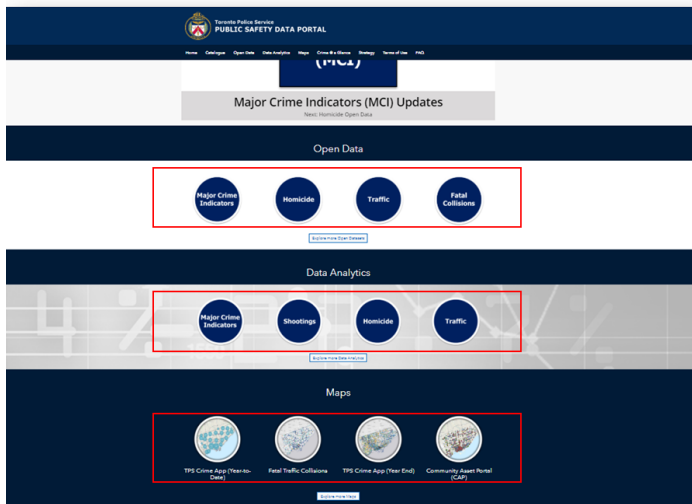 Toronto Police Service
PUBLIC SAFETY DATA PORTAL
Home Catalogue Open Data Data Analytics Maps Crime @ a Glance Strategy Terms of Use FAQ
(MCI)
Major Crime Indicators (MCI) Updates
Next: Homicide Open Data
Open Data
Major Crime
Indicators
Homicide
Traffic
Fatal
Collisions
Explore More Open Datasets
Data Analytics
Major Crime
Indicators
Shootings
Homicide
Traffic
Explore More Data Analytics
Maps
TPS Crime App (Year-to-
Date)
Fatal Traffic Collisions
TPS Crime App (Year End)
Community Asset Portal
(CAP)
Explore More Maps